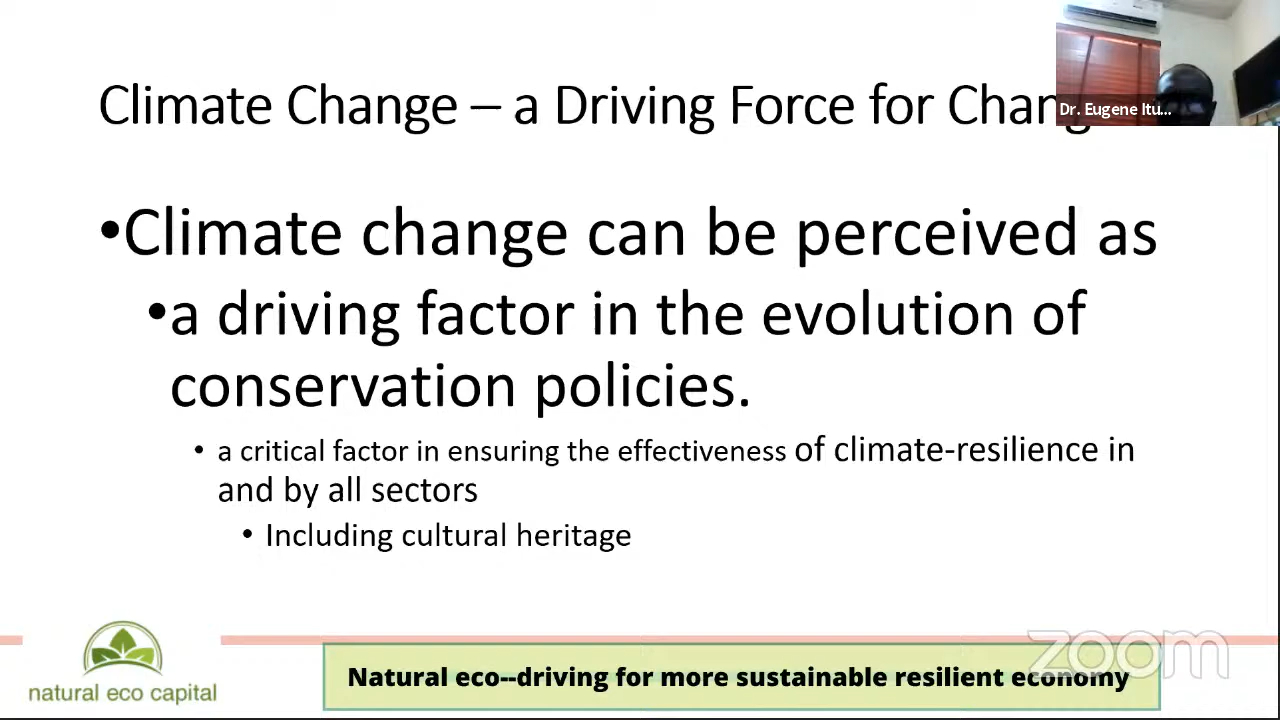 Climate Change – a Driving Force for Chang
Dr. Eugene Itu...
•Climate change can be perceived as
•a driving factor in the evolution of
conservation policies.
• a critical factor in ensuring the effectiveness of climate-resilience in
and by all sectors
• Including cultural heritage
natural eco capital
Natural eco--driving for more sustainable resilient economy
zoom